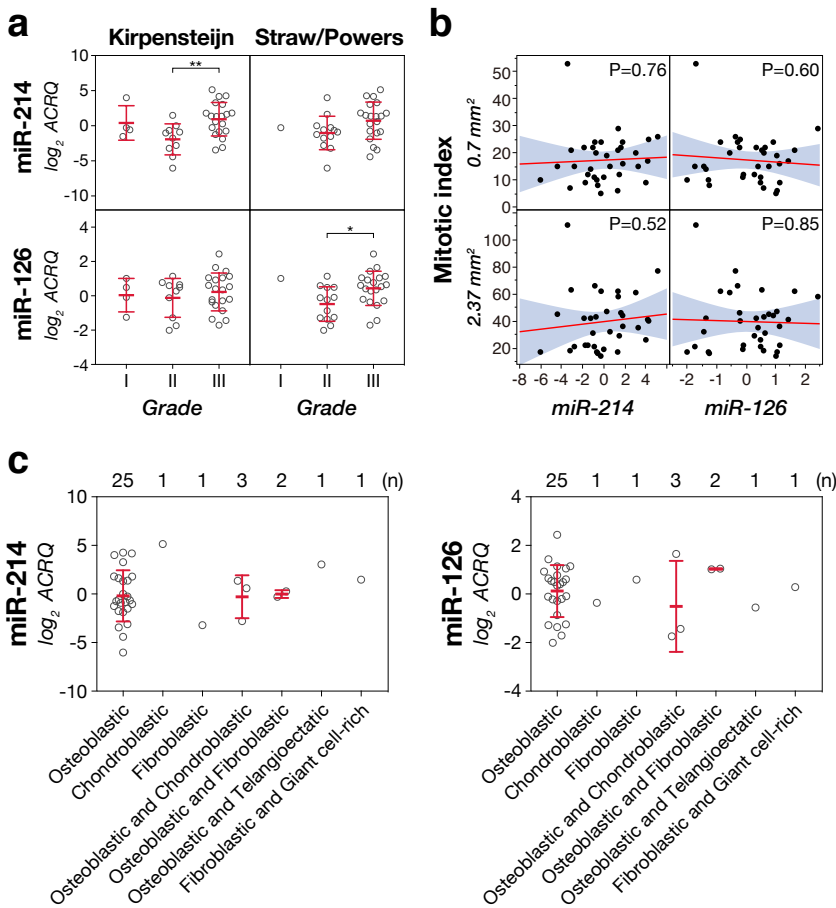 a
Kirpensteijn Straw/Powers
miR-214
log2 ACRQ
10
5
0
-5
-10
**
miR-126
log2 ACRQ
4
2
0
-2
-4
*
I II III I II III
Grade Grade
b
Mitotic index
0.7 mm²
50
40
30
20
10
0
P=0.76 P=0.60
2.37 mm²
100
80
60
40
20
P=0.52 P=0.85
-8 -6 -4 -2 0 2 4 -2 -1 0 1 2
miR-214 miR-126
c
25 1 1 3 2 1 1 (n)
miR-214
log2 ACRQ
10
5
0
-5
-10
Osteoblastic
Chondroblastic
Fibroblastic
Osteoblastic and Chondroblastic
Osteoblastic and Fibroblastic
Osteoblastic and Telangioectatic
Fibroblastic and Giant cell-rich
25 1 1 3 2 1 1 (n)
miR-126
log2 ACRQ
4
2
0
-2
-4
Osteoblastic
Chondroblastic
Fibroblastic
Osteoblastic and Chondroblastic
Osteoblastic and Fibroblastic
Osteoblastic and Telangioectatic
Fibroblastic and Giant cell-rich